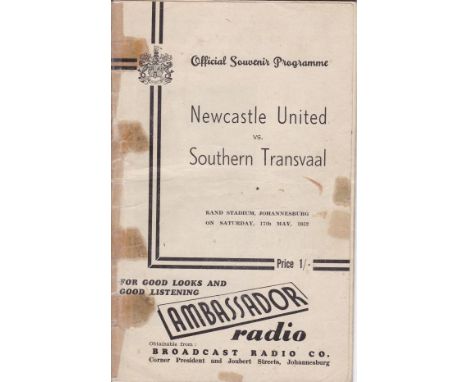 Official Souvenir Programme
Newcastle United
vs.
Southern Transvaal
RAND STADIUM, JOHANNESBURG
ON SATURDAY, 17th MAY, 1952
Price 1/-
FOR GOOD LOOKS AND
GOOD LISTENING
AMBASSADOR
radio
Obtainable from :
BROADCAST RADIO CO.
Corner President and Joubert Streets, Johannesburg